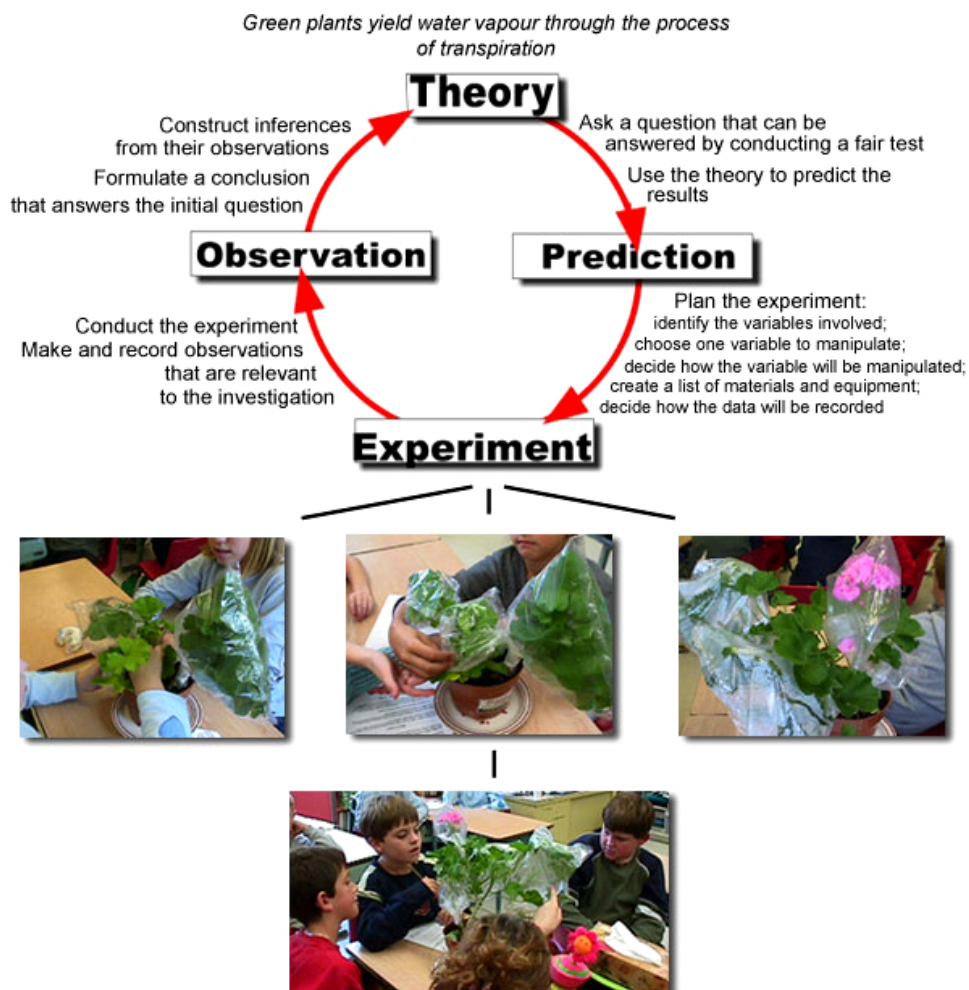 Green plants yield water vapour through the process
of transpiration
Theory
Ask a question that can be
answered by conducting a fair test
Use the theory to predict the
results
Prediction
Plan the experiment:
identify the variables involved;
choose one variable to manipulate;
decide how the variable will be manipulated;
create a list of materials and equipment;
decide how the data will be recorded
Experiment
Conduct the experiment
Make and record observations
that are relevant
to the investigation
Observation
Formulate a conclusion
that answers the initial question
Construct inferences
from their observations